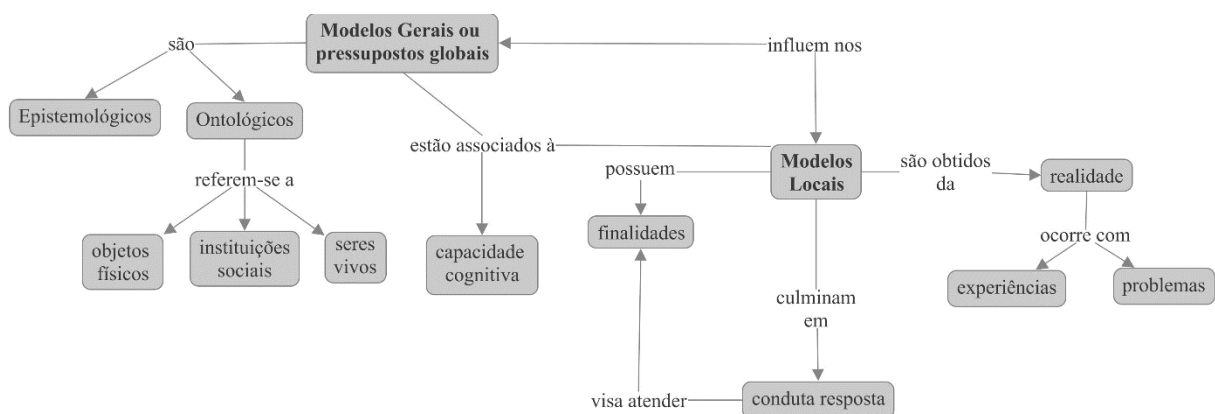 Modelos Gerais ou
pressupostos globais
são
influem nos
Epistemológicos
Ontológicos
estão associados à
Modelos
Locais
possuem
são obtidos
da
realidade
referem-se a
objetos
físicos
instituições
sociais
seres
vivos
capacidade
cognitiva
finalidades
ocorre com
experiências
problemas
culminam
em
visa atender
conduta resposta